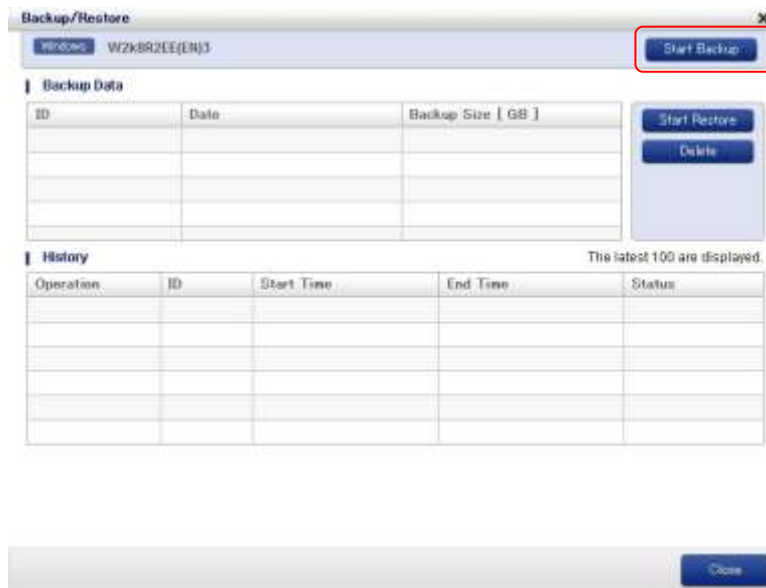 Backup/Restore
Windows W2k8R2EE(EN)3 Start Backup
Backup Data
ID Date Backup Size [ GB ]
Start Restore
Delete
History The latest 100 are displayed.
Operation ID Start Time End Time Status
Close